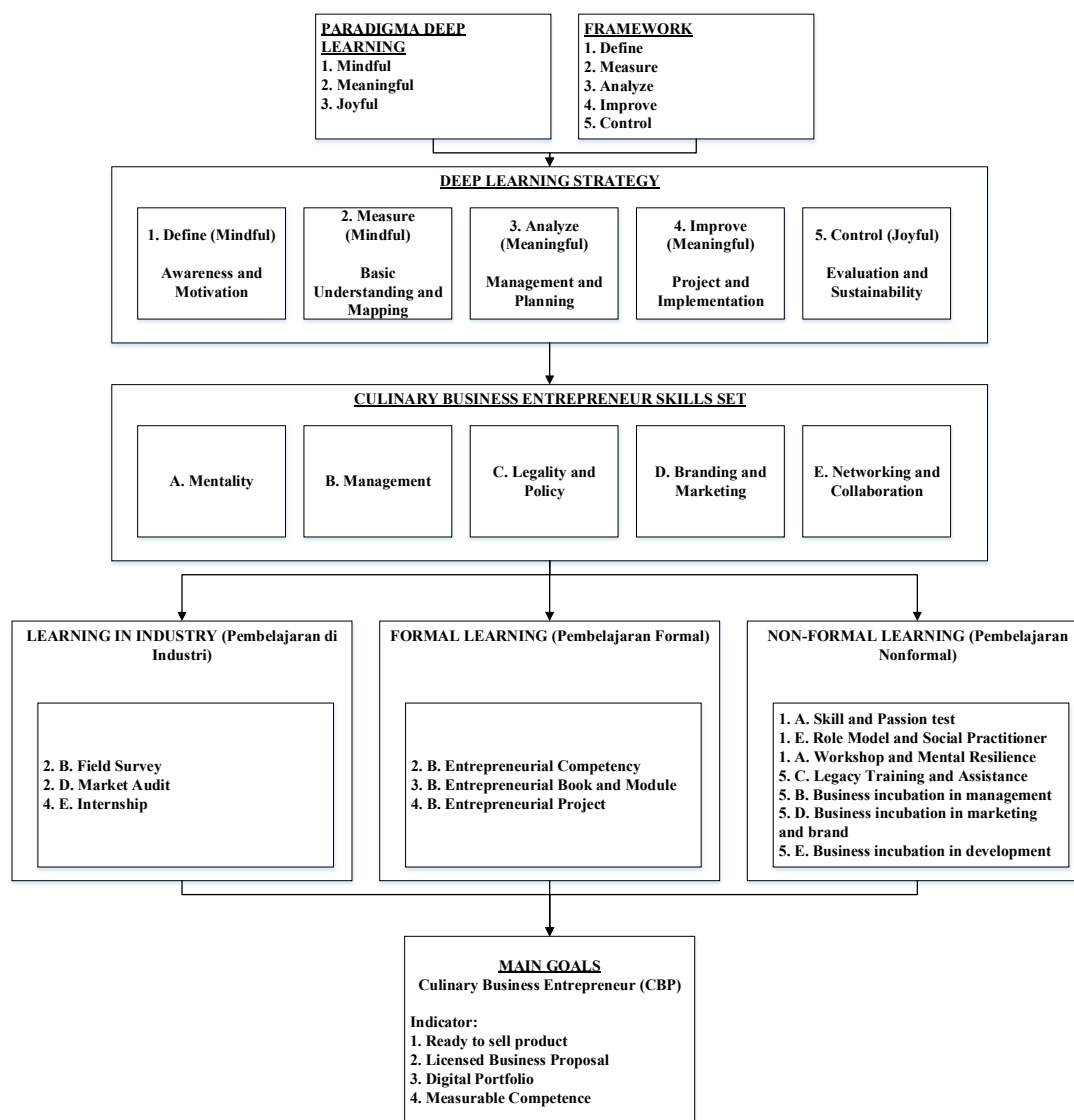 PARADIGMA DEEP
LEARNING
1. Mindful
2. Meaningful
3. Joyful
FRAMEWORK
1. Define
2. Measure
3. Analyze
4. Improve
5. Control
DEEP LEARNING STRATEGY
1. Define (Mindful)
Awareness and
Motivation
2. Measure
(Mindful)
Basic
Understanding and
Mapping
3. Analyze
(Meaningful)
Management and
Planning
4. Improve
(Meaningful)
Project and
Implementation
5. Control (Joyful)
Evaluation and
Sustainability
CULINARY BUSINESS ENTREPRENEUR SKILLS SET
A. Mentality
B. Management
C. Legality and
Policy
D. Branding and
Marketing
E. Networking and
Collaboration
LEARNING IN INDUSTRY (Pembelajaran di
Industri)
2. B. Field Survey
2. D. Market Audit
4. E. Internship
FORMAL LEARNING (Pembelajaran Formal)
2. B. Entrepreneurial Competency
3. B. Entrepreneurial Book and Module
4. B. Entrepreneurial Project
NON-FORMAL LEARNING (Pembelajaran
Nonformal)
1. A. Skill and Passion test
1. E. Role Model and Social Practitioner
1. A. Workshop and Mental Resilience
5. C. Legacy Training and Assistance
5. B. Business incubation in management
5. D. Business incubation in marketing
and brand
5. E. Business incubation in development
MAIN GOALS
Culinary Business Entrepreneur (CBP)
Indicator:
1. Ready to sell product
2. Licensed Business Proposal
3. Digital Portfolio
4. Measurable Competence